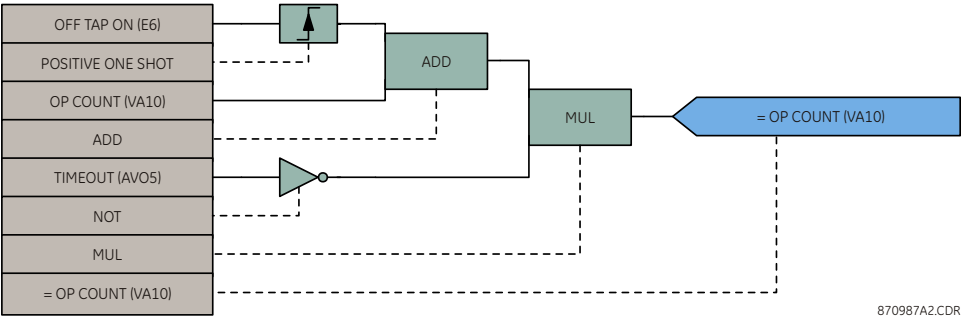 OFF TAP ON (E6)
POSITIVE ONE SHOT
OP COUNT (VA10)
ADD
TIMEOUT (AVO5)
NOT
MUL
= OP COUNT (VA10)
ADD
MUL
= OP COUNT (VA10)
870987A2.CDR